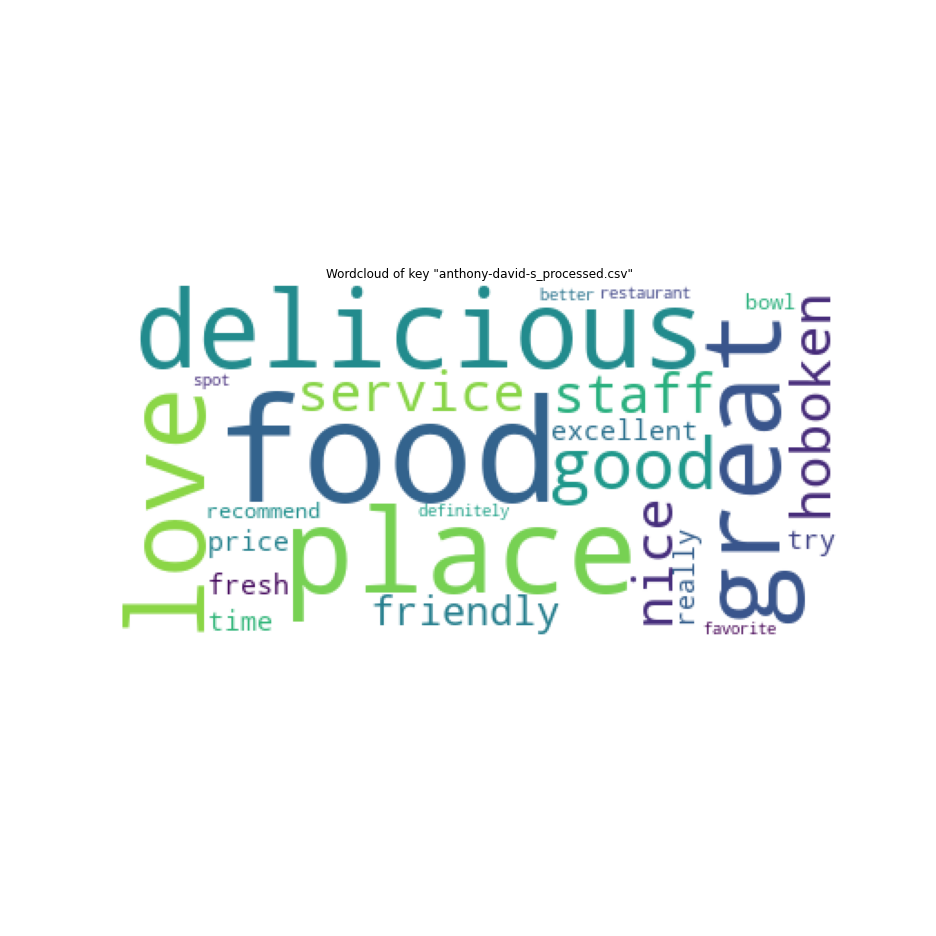 Wordcloud of key "anthony-david-s_processed.csv"
delicious
better
restaurant
bowl
spot
service
staff
great
hoboken
love
food
excellent
good
recommend
definitely
place
price
nice
really
try
fresh
friendly
time
favorite